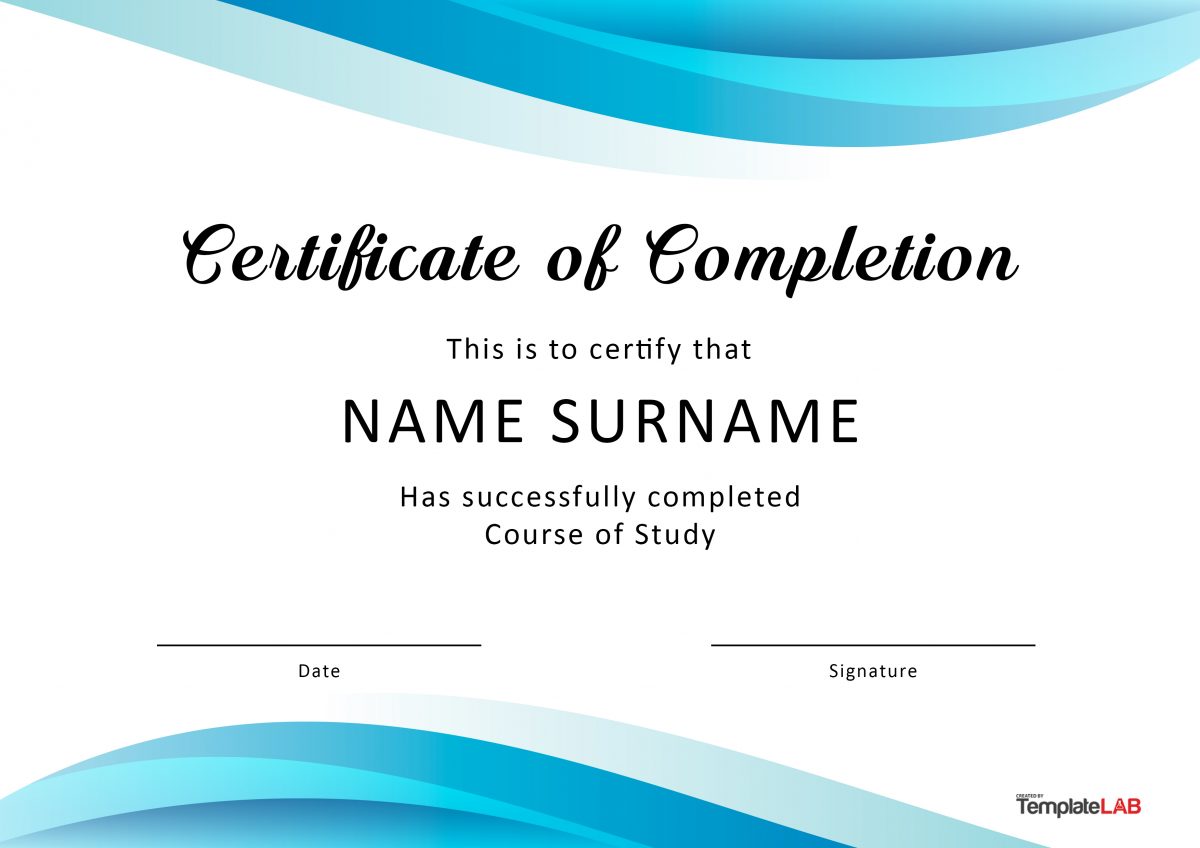 Certificate of Completion
This is to certify that
NAME SURNAME
Has successfully completed
Course of Study
Date
Signature
CREATED BY
TemplateLAB